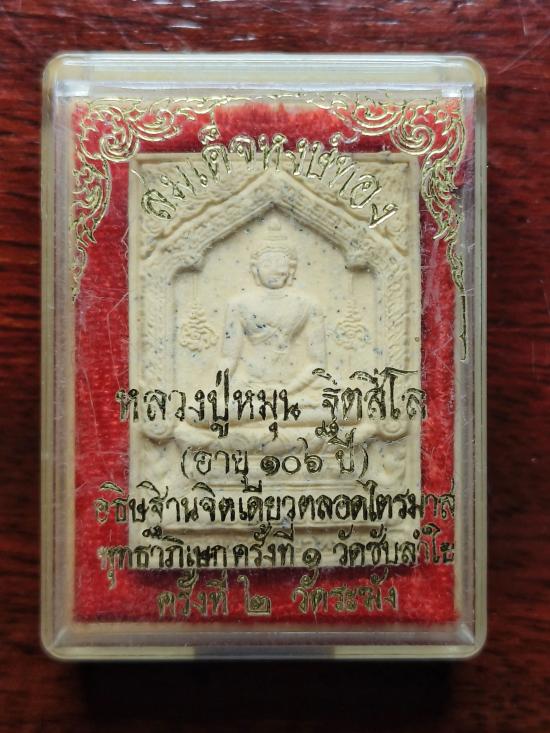 สมเด็จหงษ์ทอง
หลวงปู่หมุน ฐิตสีโล
(อายุ ๑๐๖ ปี)
อธิษฐานจิตเดี่ยวตลอดไตรมาส
พุทธาภิเษกครั้งที่ ๑ วัดซับลำใย
ครั้งที่ ๒ วัดระฆัง